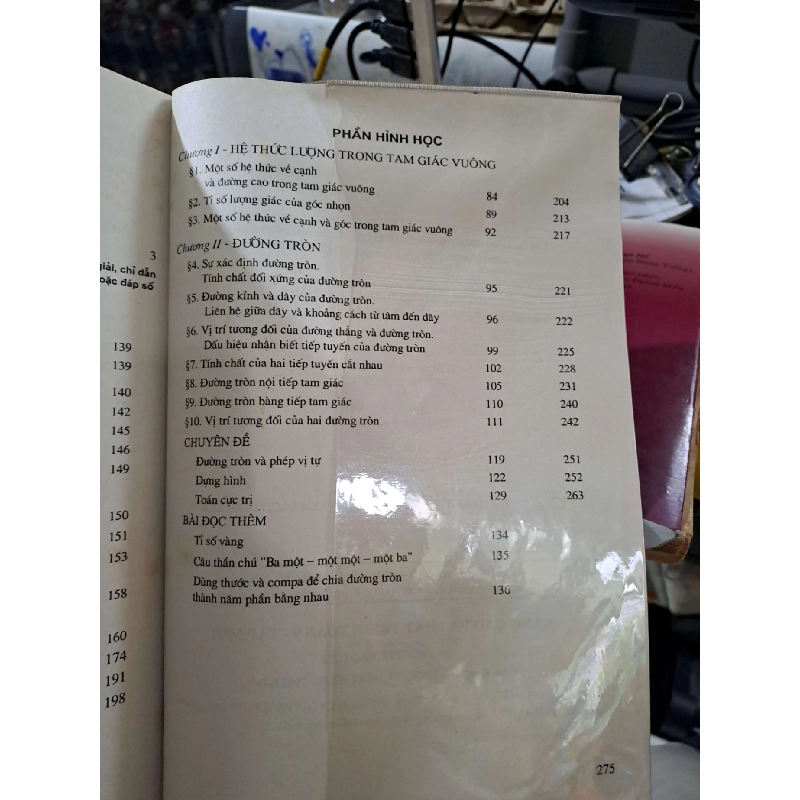 3
giải, chỉ dẫn
hoặc đáp số
139
139
140
142
145
146
149
150
151
153
158
160
174
191
198
PHẦN HÌNH HỌC
Chương I - HỆ THỨC LƯỢNG TRONG TAM GIÁC VUÔNG
§1. Một số hệ thức về cạnh
và đường cao trong tam giác vuông 84 204
§2. Tỉ số lượng giác của góc nhọn 89 213
§3. Một số hệ thức về cạnh và góc trong tam giác vuông 92 217
Chương II - ĐƯỜNG TRÒN
§4. Sự xác định đường tròn.
Tính chất đối xứng của đường tròn 95 221
§5. Đường kính và dây của đường tròn.
Liên hệ giữa dây và khoảng cách từ tâm đến dây 96 222
§6. Vị trí tương đối của đường thẳng và đường tròn.
Dấu hiệu nhận biết tiếp tuyến của đường tròn 99 225
§7. Tính chất của hai tiếp tuyến cắt nhau 102 228
§8. Đường tròn nội tiếp tam giác 105 231
§9. Đường tròn bàng tiếp tam giác 110 240
§10. Vị trí tương đối của hai đường tròn 111 242
CHUYÊN ĐỀ
Đường tròn và phép vị tự 119 251
Dựng hình 122 252
Toán cực trị 129 263
BÀI ĐỌC THÊM
Tỉ số vàng 134
Câu thần chú "Ba một – một một – một ba" 135
Dùng thước và compa để chia đường tròn
thành năm phần bằng nhau 136
275